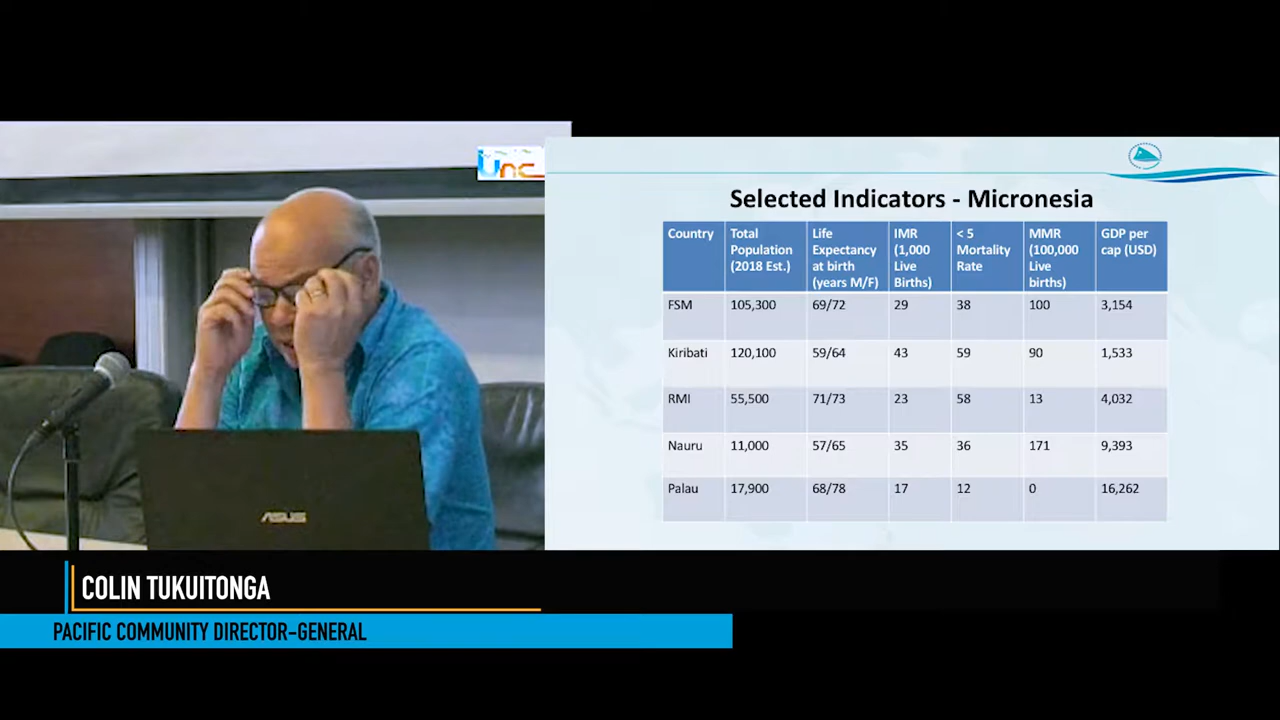 Unc
Selected Indicators - Micronesia
Country Total Population (2018 Est.) Life Expectancy at birth (years M/F) IMR (1,000 Live Births) < 5 Mortality Rate MMR (100,000 Live births) GDP per cap (USD)
FSM 105,300 69/72 29 38 100 3,154
Kiribati 120,100 59/64 43 59 90 1,533
RMI 55,500 71/73 23 58 13 4,032
Nauru 11,000 57/65 35 36 171 9,393
Palau 17,900 68/78 17 12 0 16,262
ASUS
COLIN TUKUITONGA
PACIFIC COMMUNITY DIRECTOR-GENERAL